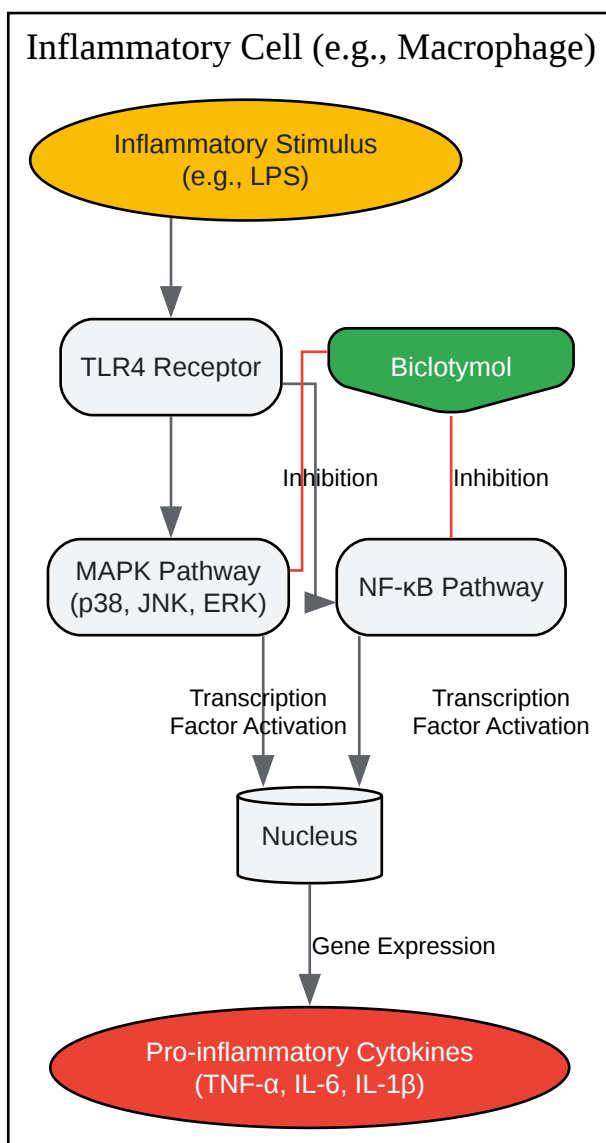 Inflammatory Cell (e.g., Macrophage)
Inflammatory Stimulus
(e.g., LPS)
TLR4 Receptor
Biclotymol
Inhibition
Inhibition
MAPK Pathway
(p38, JNK, ERK)
NF-κB Pathway
Transcription
Factor Activation
Transcription
Factor Activation
Nucleus
Gene Expression
Pro-inflammatory Cytokines
(TNF-α, IL-6, IL-1β)